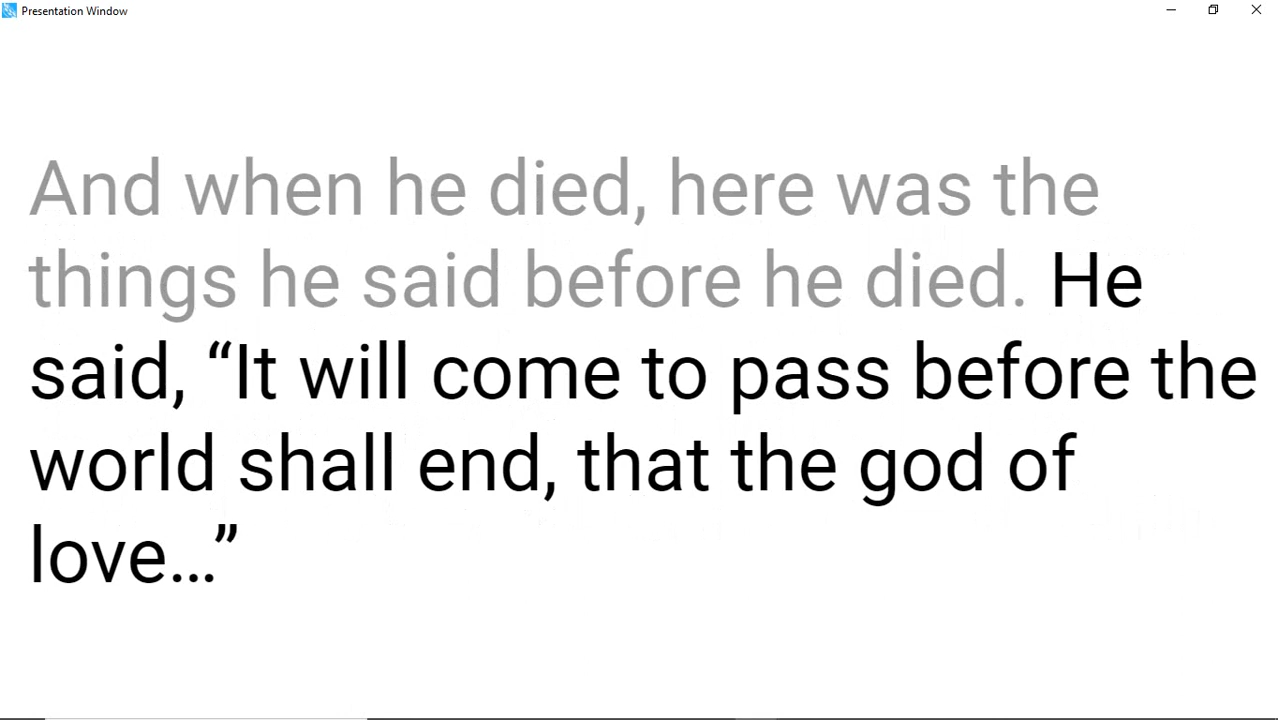 Presentation Window
And when he died, here was the
things he said before he died. He
said, “It will come to pass before the
world shall end, that the god of
love...”